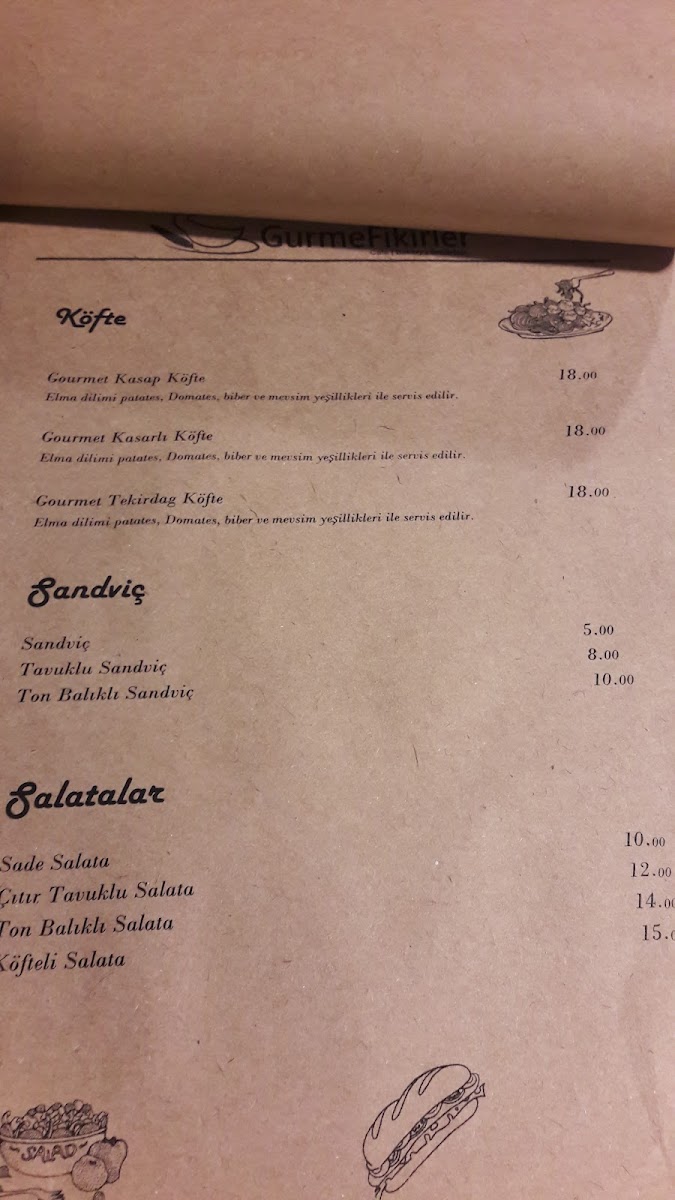 GurmeFikirler
Köfte
Gourmet Kasap Köfte 18.00
Elma dilimi patates, Domates, biber ve mevsim yeşillikleri ile servis edilir.
Gourmet Kasarlı Köfte 18.00
Elma dilimi patates, Domates, biber ve mevsim yeşillikleri ile servis edilir.
Gourmet Tekirdag Köfte 18.00
Elma dilimi patates, Domates, biber ve mevsim yeşillikleri ile servis edilir.
Sandviç
Sandviç 5.00
Tavuklu Sandviç 8.00
Ton Balıklı Sandviç 10.00
Salatalar
Sade Salata 10.00
Çıtır Tavuklu Salata 12.00
Ton Balıklı Salata 14.00
Köfteli Salata 15.0
SALAD